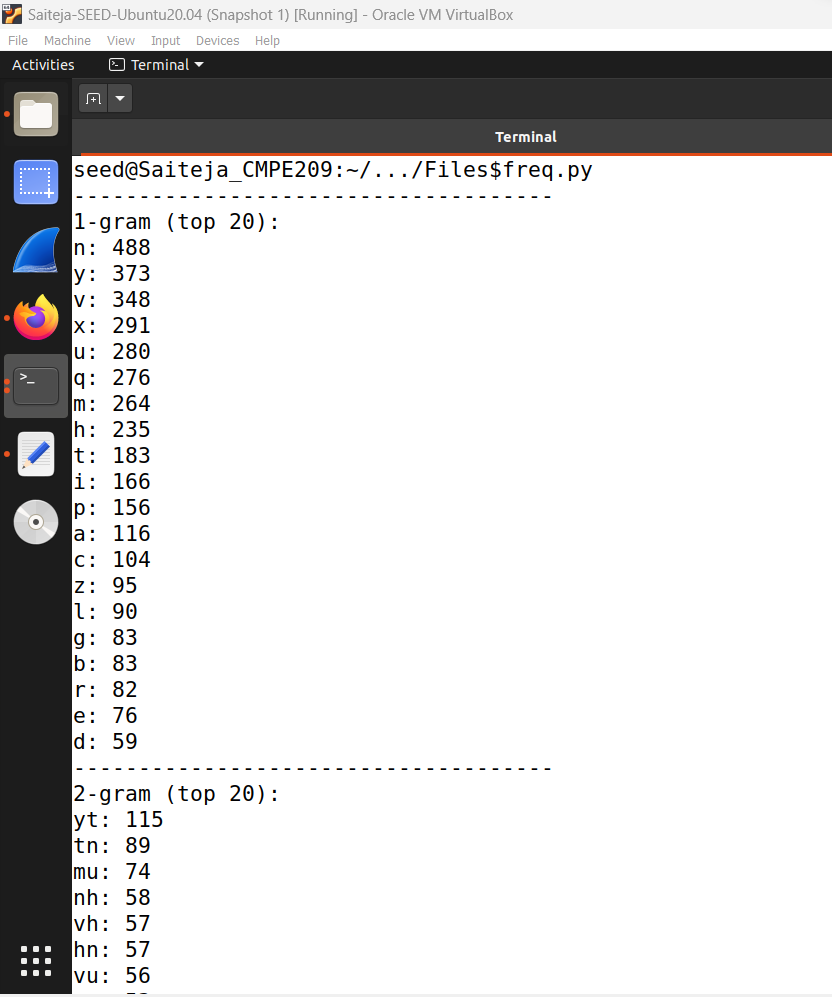 Saiteja-SEED-Ubuntu20.04 (Snapshot 1) [Running] - Oracle VM VirtualBox
File Machine View Input Devices Help
Activities Terminal
Terminal
seed@Saiteja_CMPE209:~/.../Files$freq.py
-------------------------------------
1-gram (top 20):
n: 488
y: 373
v: 348
x: 291
u: 280
q: 276
m: 264
h: 235
t: 183
i: 166
p: 156
a: 116
c: 104
z: 95
l: 90
g: 83
b: 83
r: 82
e: 76
d: 59
-------------------------------------
2-gram (top 20):
yt: 115
tn: 89
mu: 74
nh: 58
vh: 57
hn: 57
vu: 56